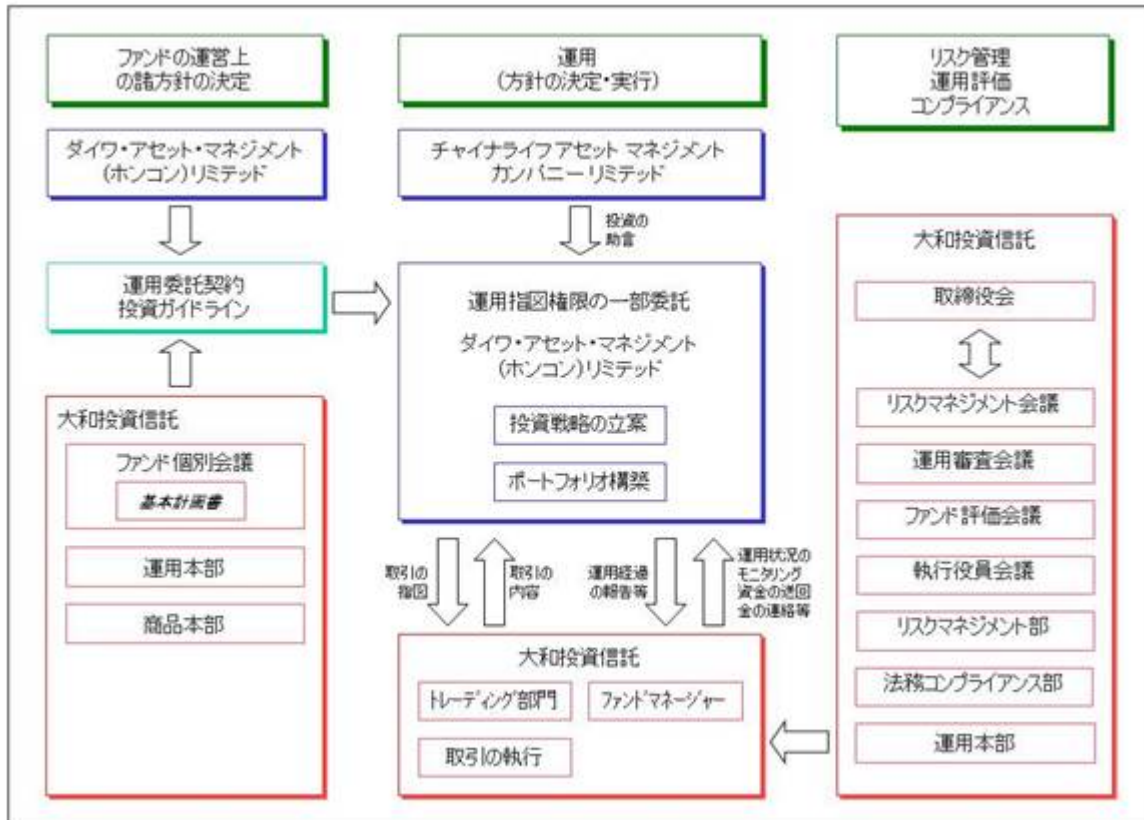 ファンドの運営上
の諸方針の決定
運用
(方針の決定・実行)
リスク管理
運用評価
コンプライアンス
ダイワ・アセット・マネジメント
(ホンコン)リミテッド
チャイナライフ アセット マネジメント
カンパニー リミテッド
投資の
助言
運用委託契約
投資ガイドライン
運用指図権限の一部委託
ダイワ・アセット・マネジメント
(ホンコン)リミテッド
投資戦略の立案
ポートフォリオ構築
大和投資信託
ファンド個別会議
基本計画書
運用本部
商品本部
取引の
指図
取引の
内容
運用経過
の報告等
運用状況の
モニタリング
資金の送回
金の連絡等
大和投資信託
トレーディング部門
ファンドマネージャー
取引の執行
大和投資信託
取締役会
リスクマネジメント会議
運用審査会議
ファンド評価会議
執行役員会議
リスクマネジメント部
法務コンプライアンス部
運用本部